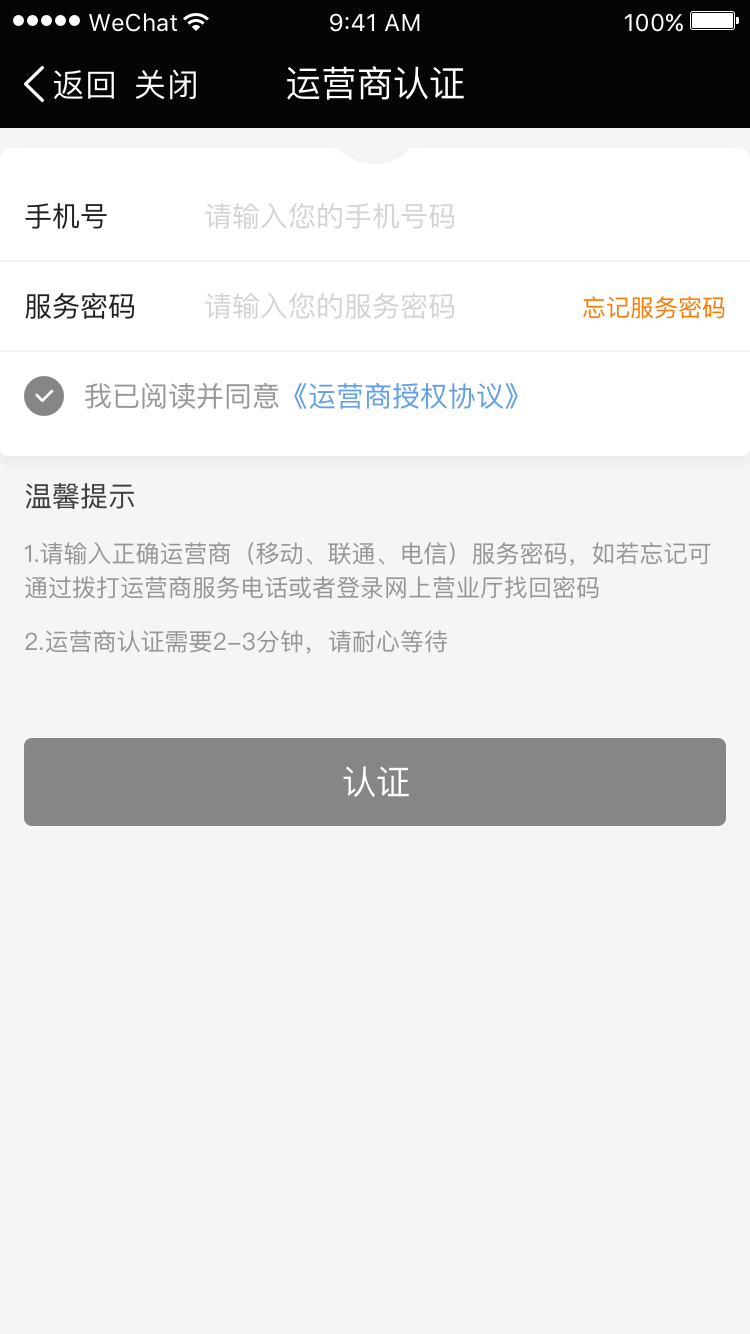 WeChat 9:41 AM 100%
返回 关闭 运营商认证
手机号 请输入您的手机号码
服务密码 请输入您的服务密码 忘记服务密码
我已阅读并同意《运营商授权协议》
温馨提示
1.请输入正确运营商（移动、联通、电信）服务密码，如若忘记可
通过拨打运营商服务电话或者登录网上营业厅找回密码
2.运营商认证需要2-3分钟，请耐心等待
认证